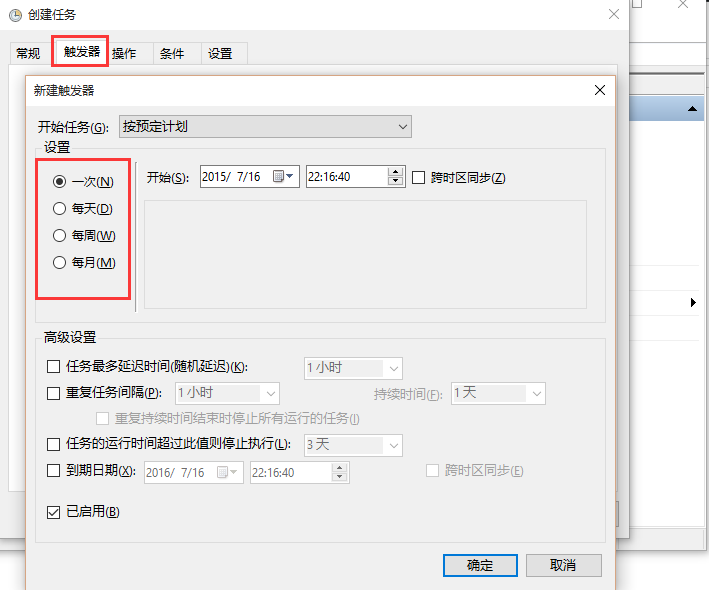 创建任务
常规 触发器 操作 条件 设置
新建触发器
开始任务(G): 按预定计划
设置
一次(N) 开始(S): 2015/ 7/16 22:16:40 跨时区同步(Z)
每天(D)
每周(W)
每月(M)
高级设置
任务最多延迟时间(随机延迟)(K): 1 小时
重复任务间隔(P): 1 小时 持续时间(F): 1 天
重复持续时间结束时停止所有运行的任务(I)
任务的运行时间超过此值则停止执行(L): 3 天
到期日期(X): 2016/ 7/16 22:16:40 跨时区同步(E)
已启用(B)
确定 取消